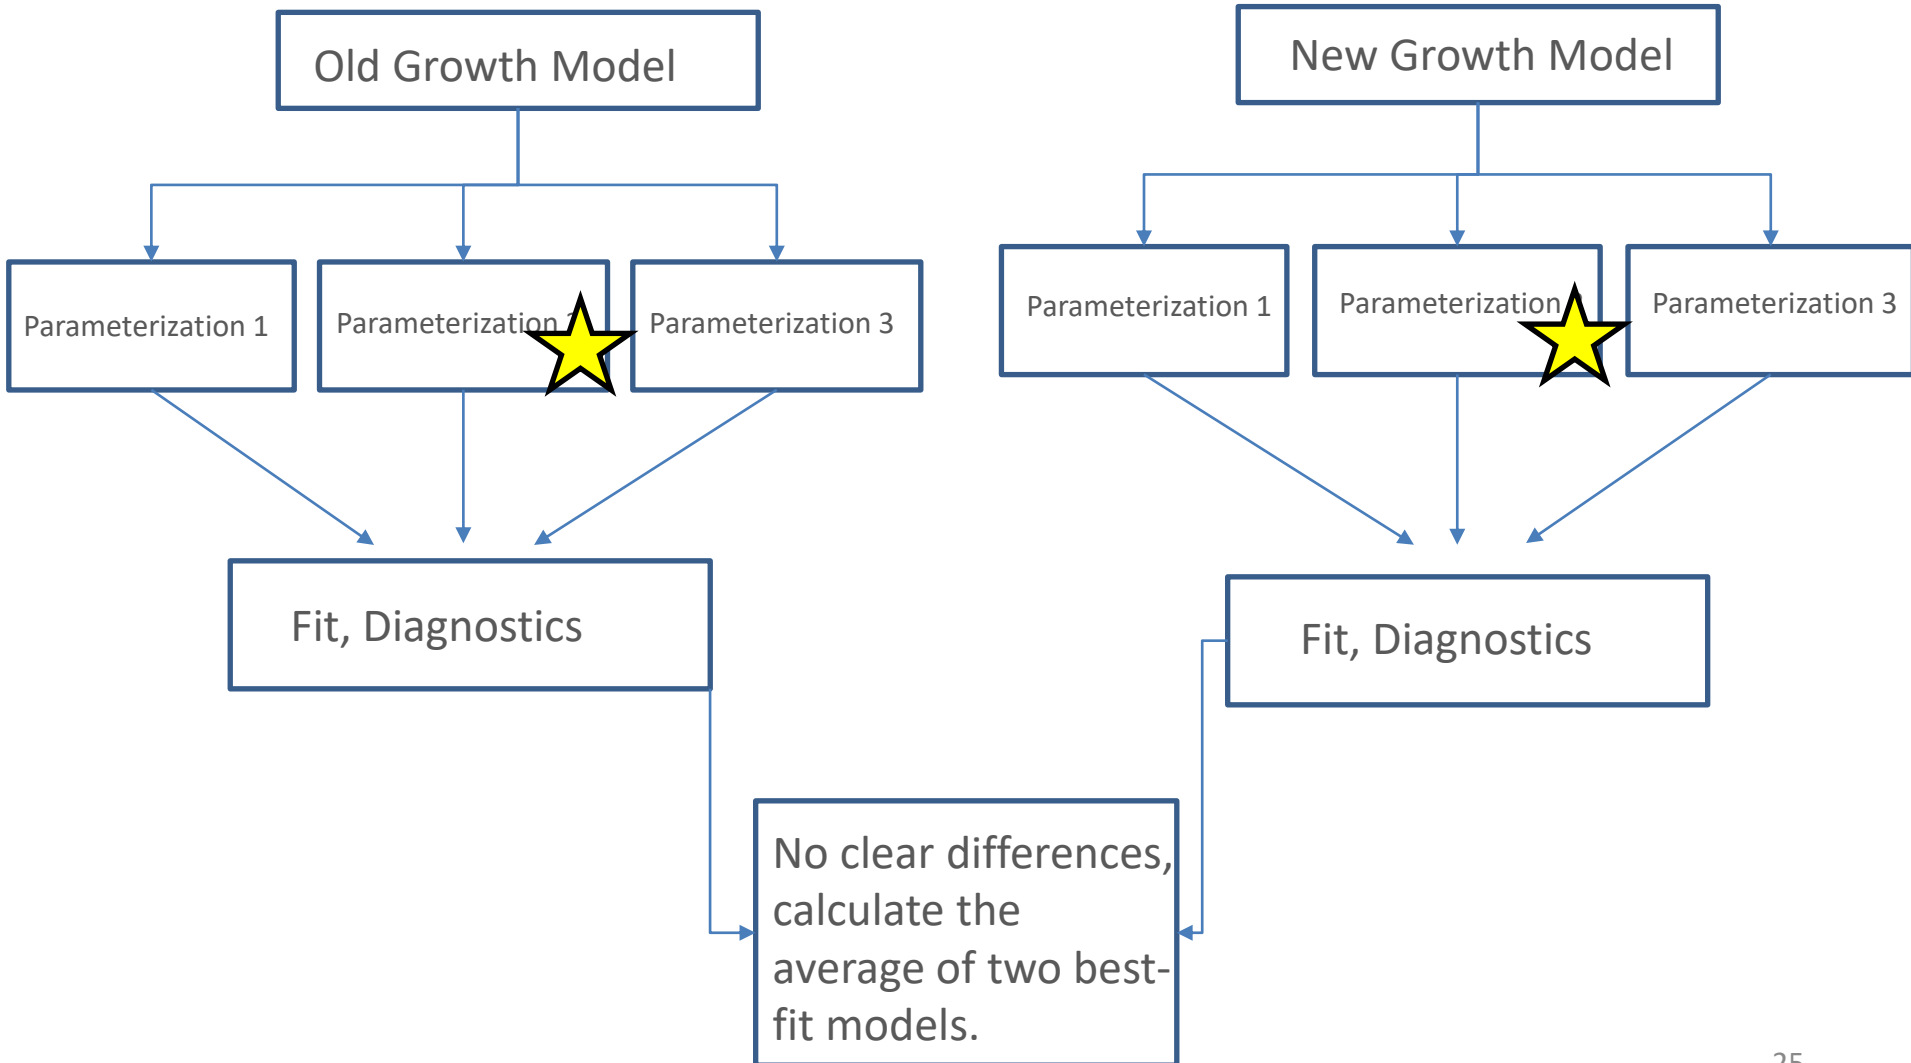 Old Growth Model
New Growth Model
Parameterization 1
Parameterization
Parameterization 3
Parameterization 1
Parameterization
Parameterization 3
Fit, Diagnostics
Fit, Diagnostics
No clear differences,
calculate the
average of two best-
fit models.
25